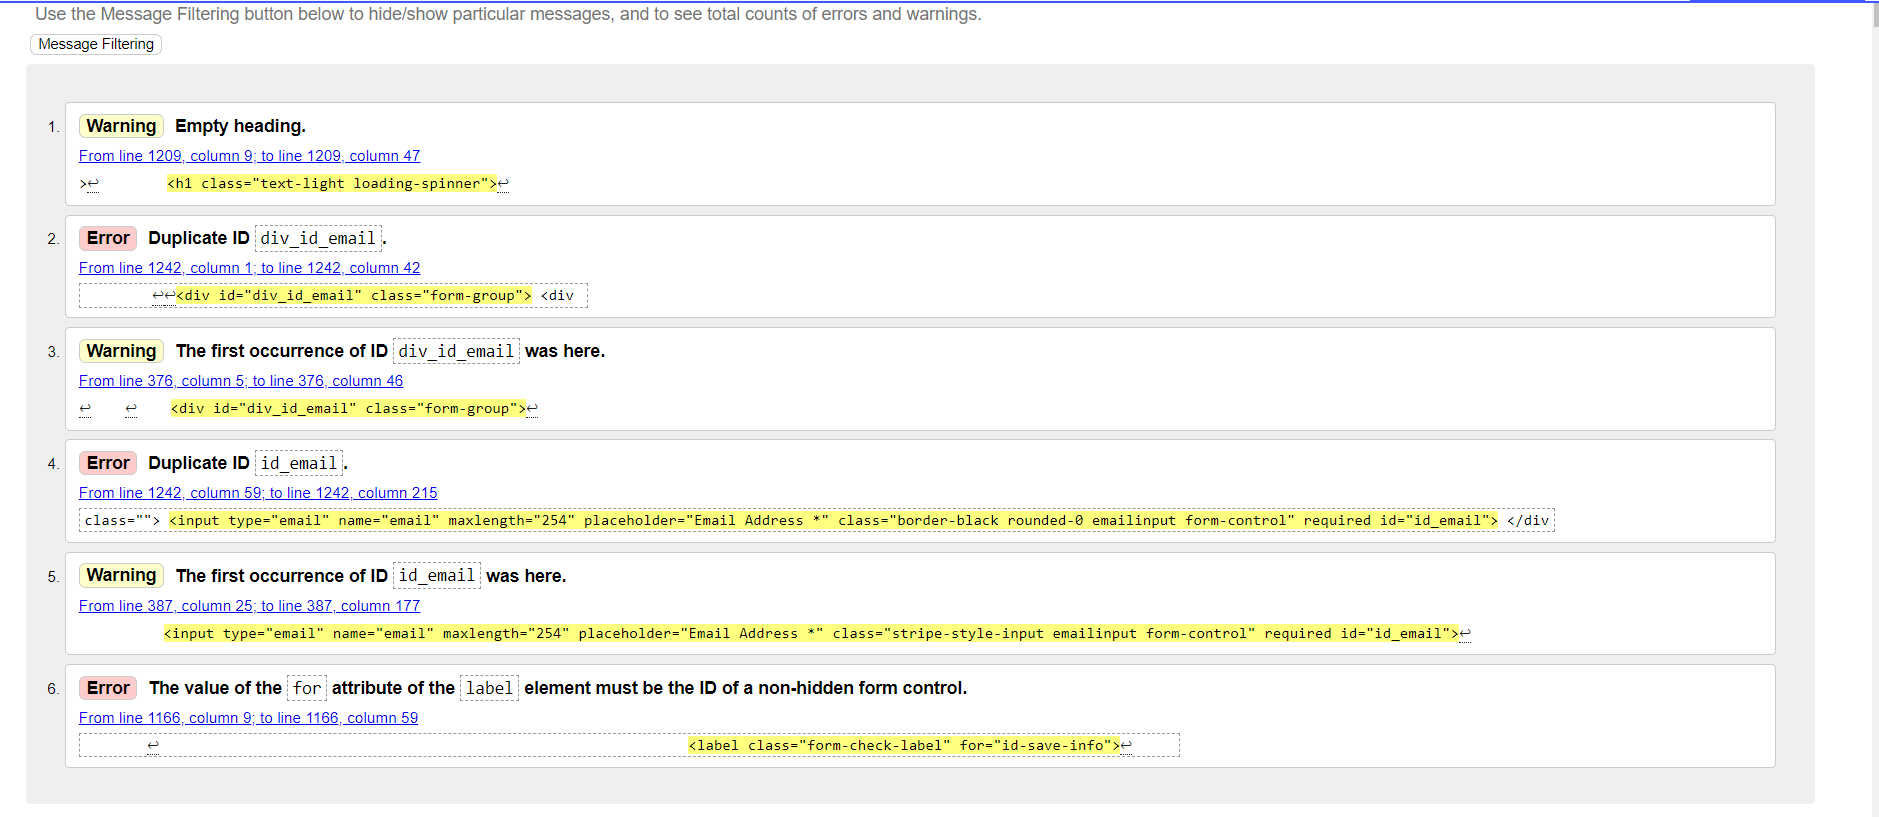 Use the Message Filtering button below to hide/show particular messages, and to see total counts of errors and warnings.
Message Filtering
1. Warning Empty heading.
From line 1209, column 9; to line 1209, column 47
>↩ <h1 class="text-light loading-spinner">↩
2. Error Duplicate ID div_id_email.
From line 1242, column 1; to line 1242, column 42
↩↩<div id="div_id_email" class="form-group"> <div
3. Warning The first occurrence of ID div_id_email was here.
From line 376, column 5; to line 376, column 46
↩ ↩ <div id="div_id_email" class="form-group">↩
4. Error Duplicate ID id_email.
From line 1242, column 59; to line 1242, column 215
class=""> <input type="email" name="email" maxlength="254" placeholder="Email Address *" class="border-black rounded-0 emailinput form-control" required id="id_email"> </div
5. Warning The first occurrence of ID id_email was here.
From line 387, column 25; to line 387, column 177
<input type="email" name="email" maxlength="254" placeholder="Email Address *" class="stripe-style-input emailinput form-control" required id="id_email">↩
6. Error The value of the for attribute of the label element must be the ID of a non-hidden form control.
From line 1166, column 9; to line 1166, column 59
↩ <label class="form-check-label" for="id-save-info">↩